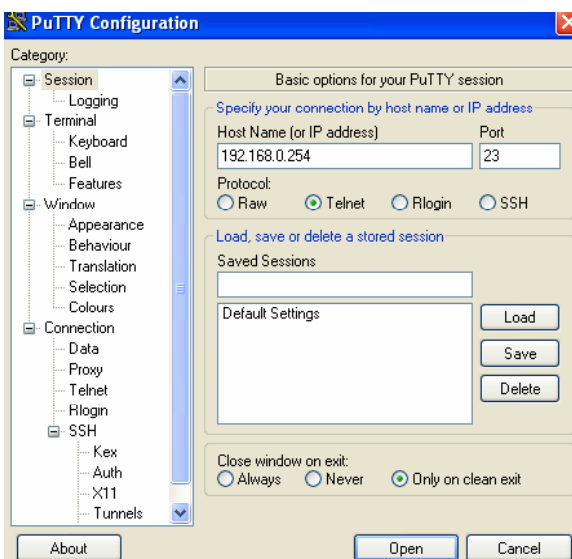 PuTTY Configuration
Category:
Session
Logging
Terminal
Keyboard
Bell
Features
Window
Appearance
Behaviour
Translation
Selection
Colours
Connection
Data
Proxy
Telnet
Rlogin
SSH
Kex
Auth
X11
Tunnels
Basic options for your PuTTY session
Specify your connection by host name or IP address
Host Name (or IP address) Port
192.168.0.254 23
Protocol:
Raw Telnet Rlogin SSH
Load, save or delete a stored session
Saved Sessions
Default Settings
Load
Save
Delete
Close window on exit:
Always Never Only on clean exit
About Open Cancel